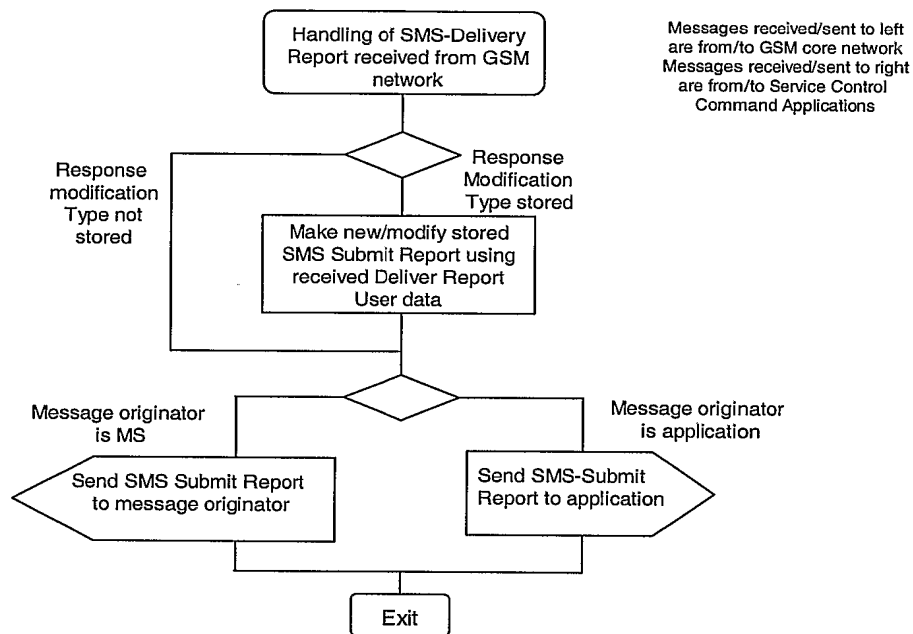 Handling of SMS-Delivery
Report received from GSM
network
Messages received/sent to left
are from/to GSM core network
Messages received/sent to right
are from/to Service Control
Command Applications
Response
modification
Type not
stored
Response
Modification
Type stored
Make new/modify stored
SMS Submit Report using
received Deliver Report
User data
Message originator
is MS
Message originator
is application
Send SMS Submit Report
to message originator
Send SMS-Submit
Report to application
Exit